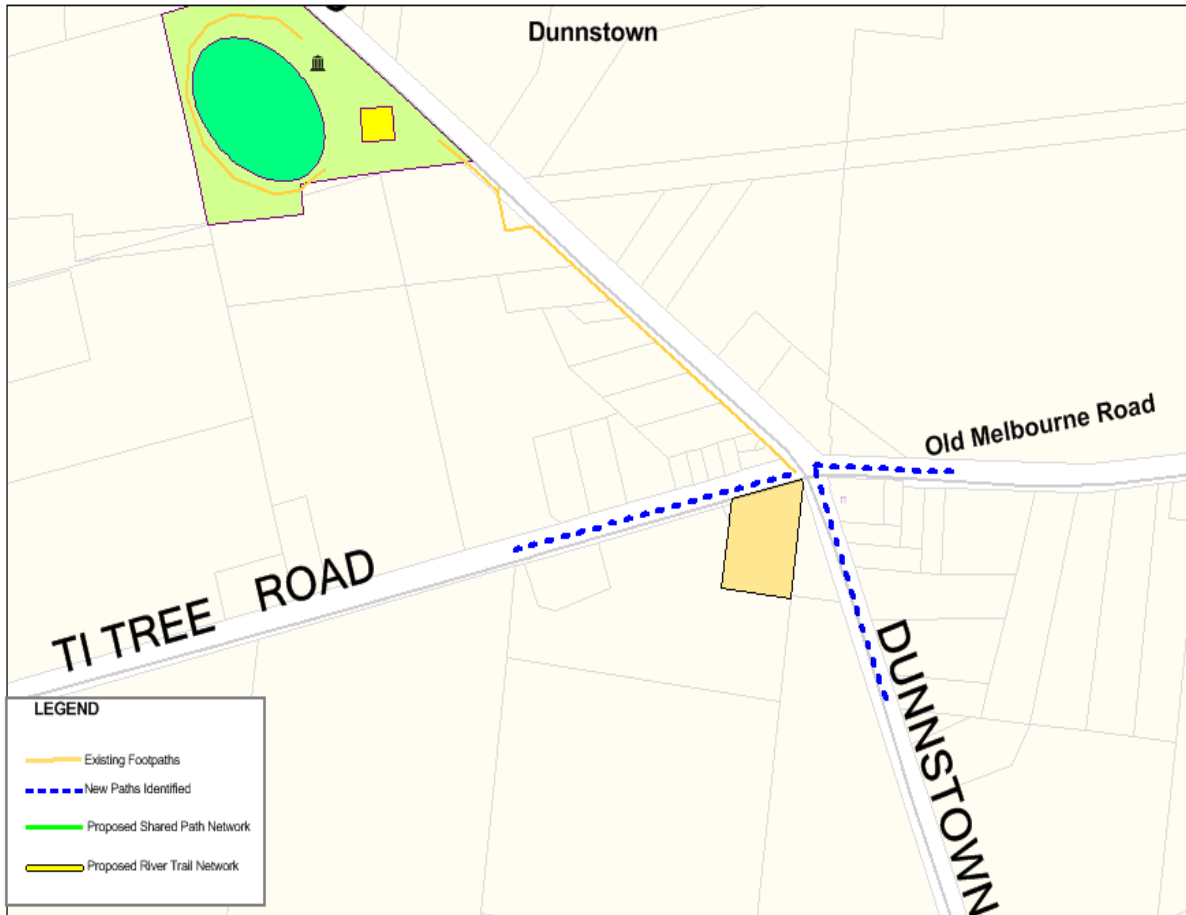 Dunnstown
Old Melbourne Road
TI TREE ROAD
DUNNSTOWN
LEGEND
Existing Footpaths
New Paths Identified
Proposed Shared Path Network
Proposed River Trail Network